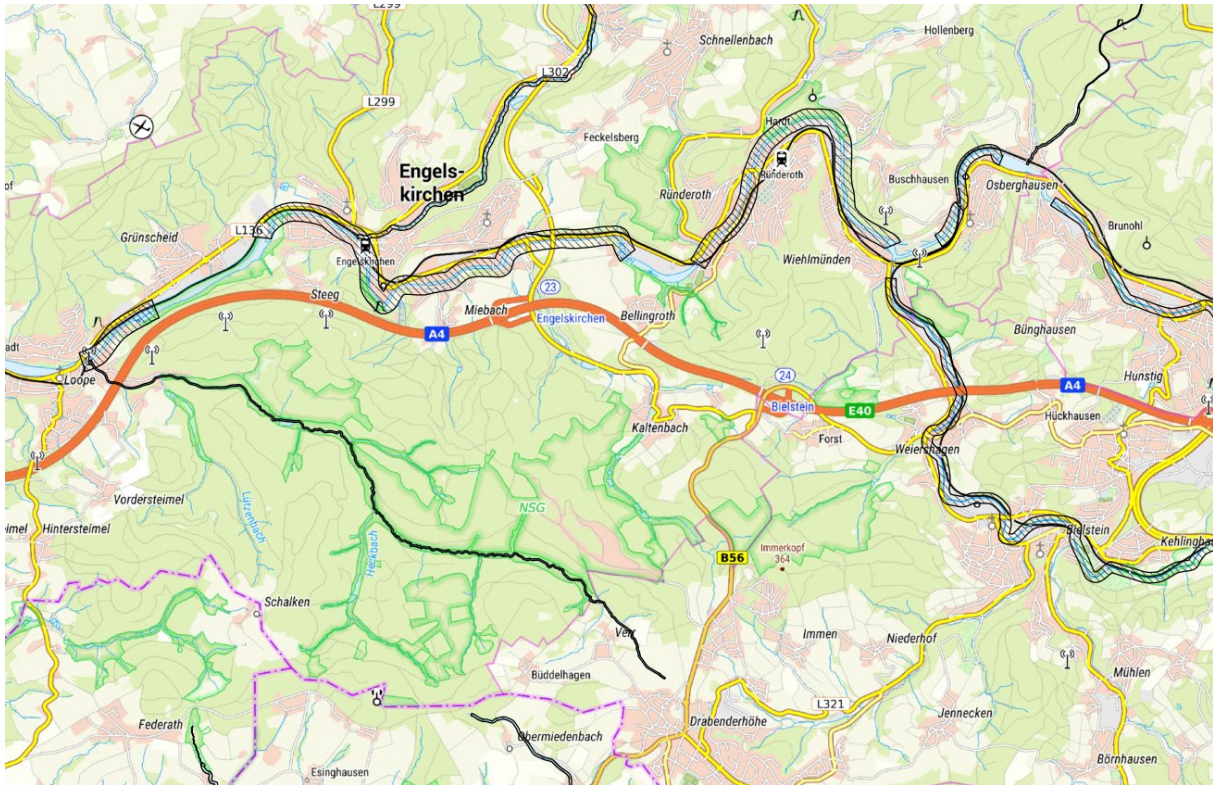 L299
Hollenberg
Schnellenbach
L302
L299
Hardt
Feckelsberg
Engels-
kirchen
Ründeroth
Ründeroth
Buschhausen
Osberghausen
Brunohl
L136
Grünscheid
Engelskirchen
Wiehlmünden
Steeg
23
Miebach
Engelskirchen
Bellingroth
Bünghausen
A4
Loope
24
A4
Hunstig
Bielstein
E40
Hückhausen
Kaltenbach
Forst
Weiershagen
Vordersteimel
Lützenbach
NSG
Hintersteimel
Heckbach
B56
Immerkopf
364
Bielstein
Schalken
Verr
Immen
Niederhof
Büddelhagen
Mühlen
L321
Federath
Drabenderhöhe
Jennecken
Obermiedenbach
Esinghausen
Börnhausen